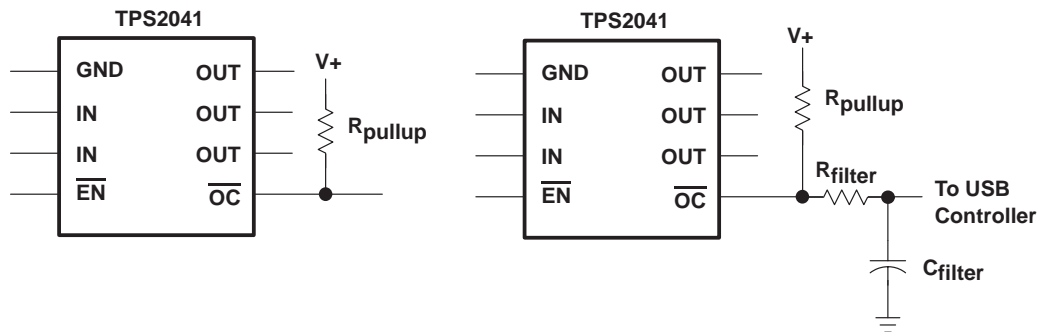 TPS2041
GND OUT
IN OUT
IN OUT
EN OC
V+
Rpullup
TPS2041
GND OUT
IN OUT
IN OUT
EN OC
V+
Rpullup
Rfilter
To USB
Controller
Cfilter